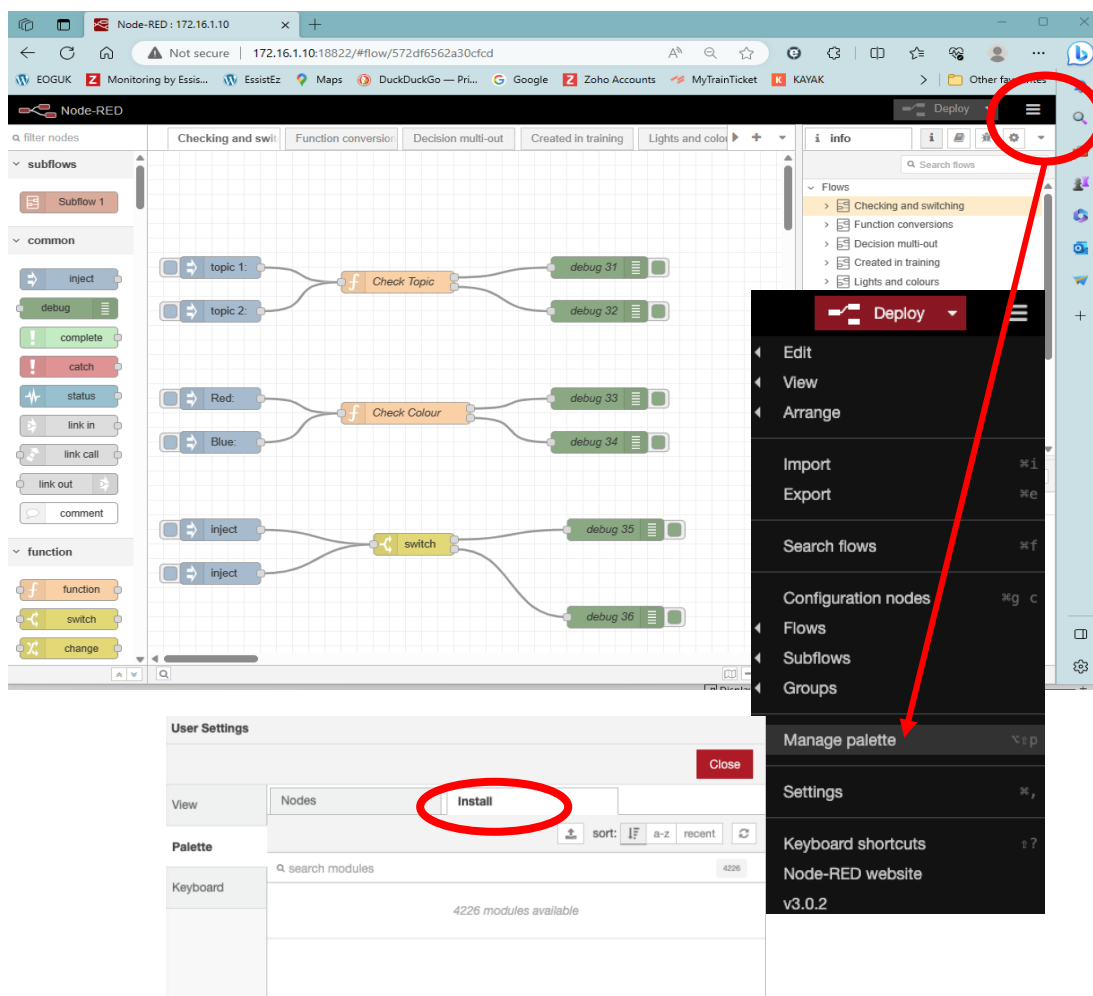 Node-RED : 172.16.1.10
Not secure | 172.16.1.10:18822/#flow/572df6562a30cfcd
EOGUK Monitoring by Essis... EssistEz Maps DuckDuckGo — Pri... Google Zoho Accounts MyTrainTicket KAYAK Other
Node-RED Deploy
filter nodes
Checking and swit Function conversion Decision multi-out Created in training Lights and colou
info
Search flows
subflows
Subflow 1
common
inject
debug
complete
catch
status
link in
link call
link out
comment
function
function
switch
change
topic 1:
topic 2:
Check Topic
debug 31
debug 32
Red:
Blue:
Check Colour
debug 33
debug 34
inject
inject
switch
debug 35
debug 36
Flows
Checking and switching
Function conversions
Decision multi-out
Created in training
Lights and colours
Deploy
Edit
View
Arrange
Import ⌘i
Export ⌘e
Search flows ⌘f
Configuration nodes ⌘g c
Flows
Subflows
Groups
Manage palette ⌥⇧p
Settings ⌘,
Keyboard shortcuts ⇧?
Node-RED website
v3.0.2
User Settings
Close
View
Palette
Keyboard
Nodes Install
sort: a-z recent
search modules 4226
4226 modules available